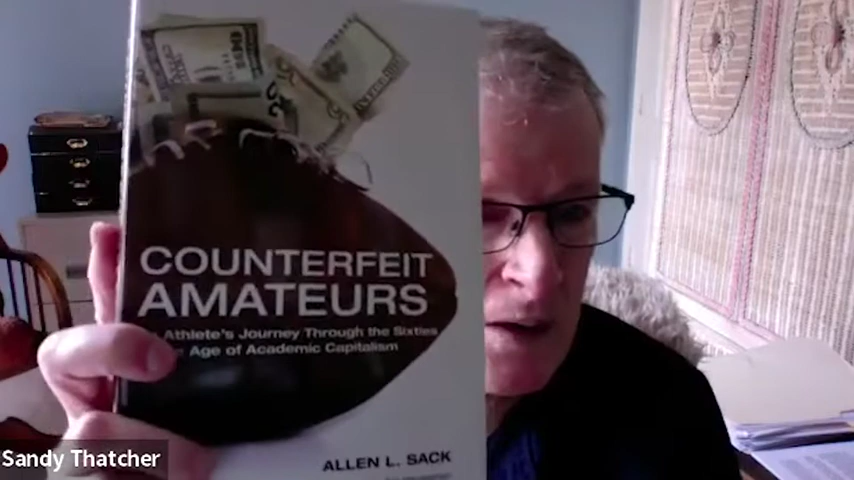 COUNTERFEIT
AMATEURS
Athlete's Journey Through the Sixties
Age of Academic Capitalism
ALLEN L. SACK
Sandy Thatcher